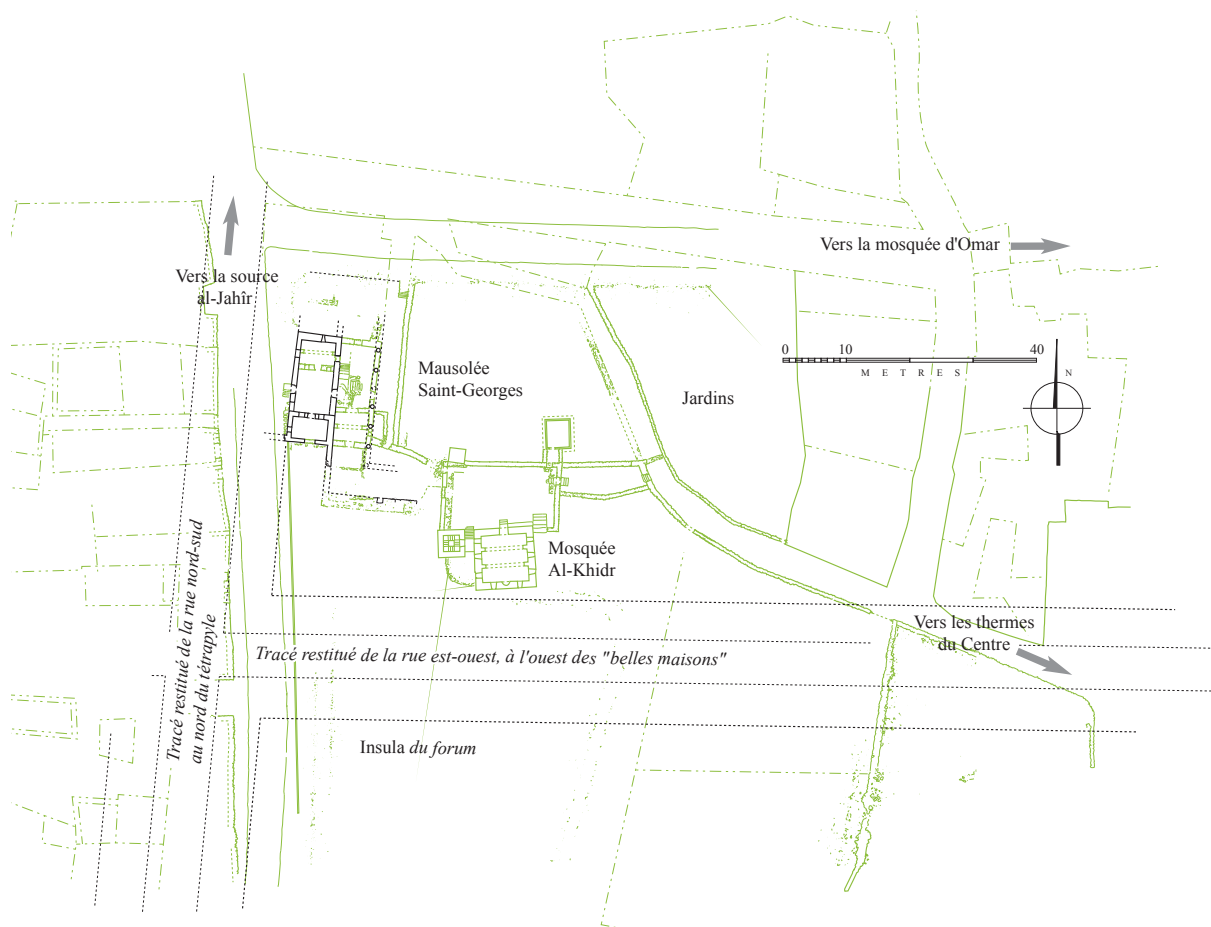 Vers la mosquée d'Omar
Vers la source
al-Jahîr
0 10 40
METRES
N
Mausolée
Saint-Georges
Jardins
Mosquée
Al-Khidr
Tracé restitué de la rue nord-sud
au nord du tétrapyle
Vers les thermes
du Centre
Tracé restitué de la rue est-ouest, à l'ouest des "belles maisons"
Insula du forum